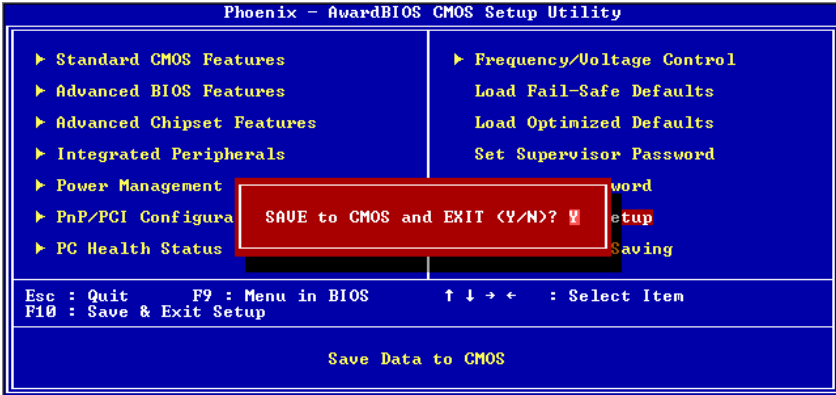 Phoenix - AwardBIOS CMOS Setup Utility
Standard CMOS Features
Advanced BIOS Features
Advanced Chipset Features
Integrated Peripherals
Power Management
PnP/PCI Configura
PC Health Status
Frequency/Voltage Control
Load Fail-Safe Defaults
Load Optimized Defaults
Set Supervisor Password
word
etup
Saving
SAVE to CMOS and EXIT (Y/N)? Y
Esc : Quit F9 : Menu in BIOS ↑ ↓ → ← : Select Item
F10 : Save & Exit Setup
Save Data to CMOS